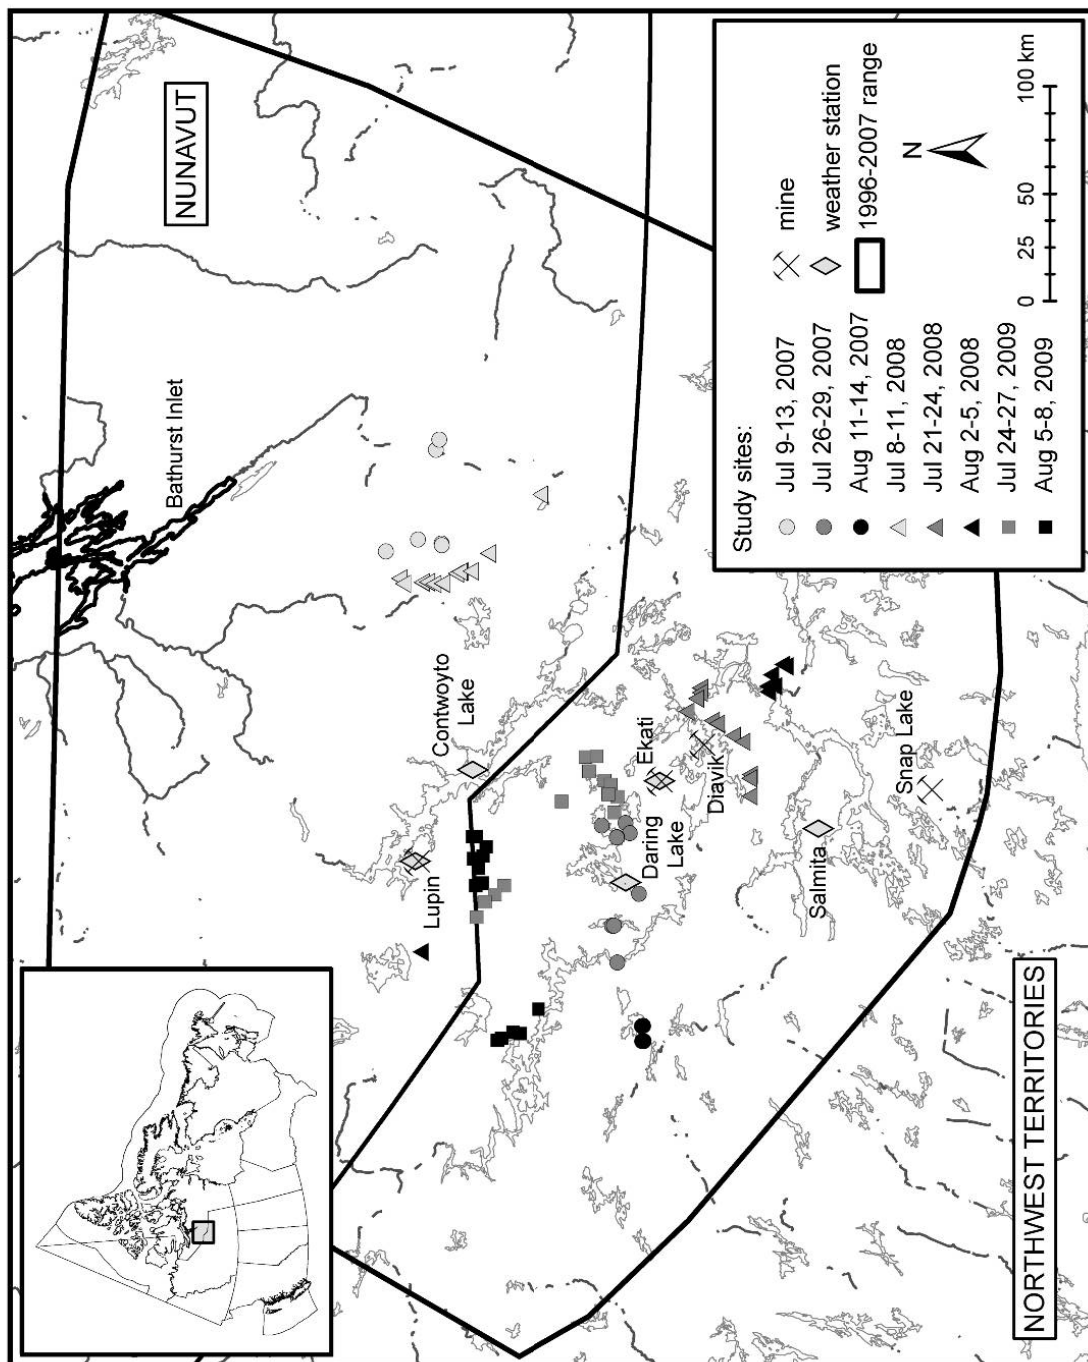 NUNAVUT
Bathurst Inlet
Contwoyto
Lake
Lupin
Ekati
Daring
Lake
Diavik
Salmita
Snap Lake
NORTHWEST TERRITORIES
Study sites:
Jul 9-13, 2007
Jul 26-29, 2007
Aug 11-14, 2007
Jul 8-11, 2008
Jul 21-24, 2008
Aug 2-5, 2008
Jul 24-27, 2009
Aug 5-8, 2009
mine
weather station
1996-2007 range
N
0 25 50 100 km